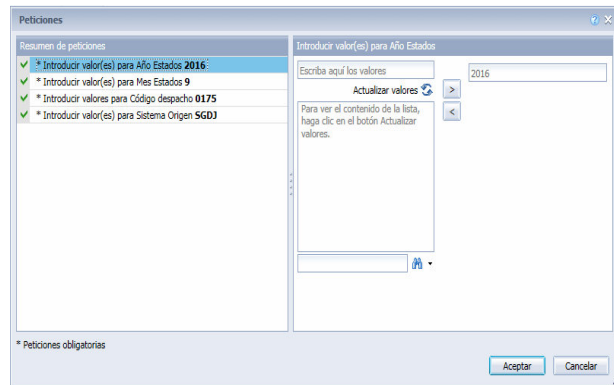 Peticiones
Resumen de peticiones
* Introducir valor(es) para Año Estados 2016
* Introducir valor(es) para Mes Estados 9
* Introducir valores para Código despacho 0175
* Introducir valor(es) para Sistema Origen SGDJ
Introducir valor(es) para Año Estados
Escriba aquí los valores
Actualizar valores
>
2016
<
Para ver el contenido de la lista,
haga clic en el botón Actualizar
valores.
* Peticiones obligatorias
Aceptar
Cancelar